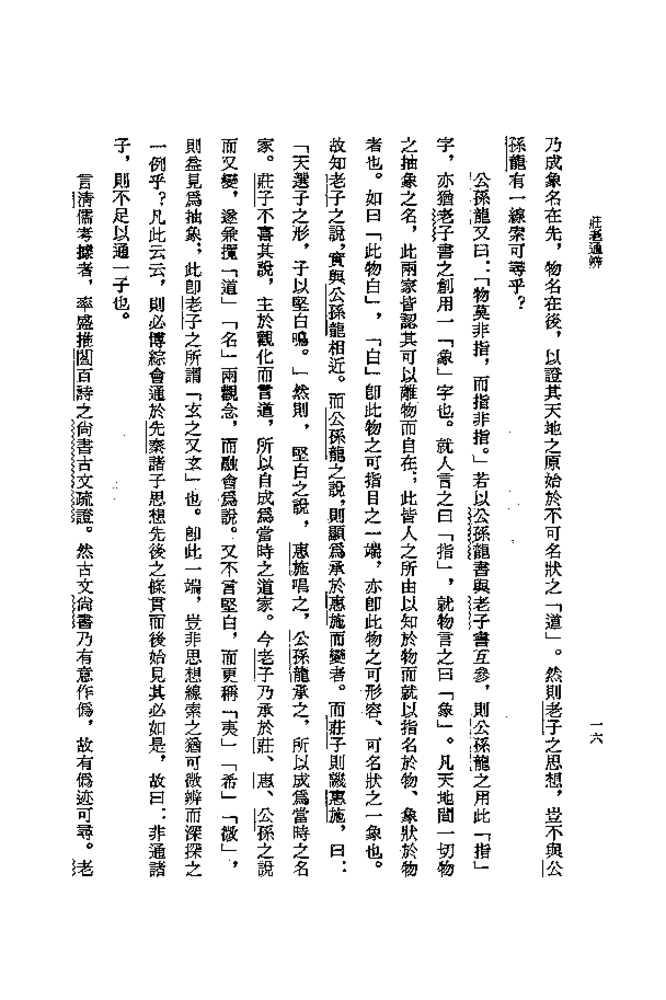 莊老通辨
一六
乃成象名在先，物名在後，以證其天地之原始於不可名狀之「道」。然則老子之思想，豈不與公
孫龍有一線索可尋乎？
公孫龍又曰：「物莫非指，而指非指。」若以公孫龍書與老子書互參，則公孫龍之用此「指」
字，亦猶老子書之創用一「象」字也。就人言之曰「指」，就物言之曰「象」。凡天地間一切物
之抽象之名，此兩家皆認其可以離物而自在；此皆人之所由以知於物而就以指名於物、象狀於物
者也。如曰「此物白」，「白」卽此物之可指目之一端，亦卽此物之可形容、可名狀之一象也。
故知老子之說，實與公孫龍相近。而公孫龍之說，則顯爲承於惠施而變者。而莊子則譏惠施，曰：
「天選子之形，子以堅白鳴。」然則，堅白之說，惠施唱之，公孫龍承之，所以成爲當時之名
家。莊子不喜其說，主於觀化而言道，所以自成爲當時之道家。今老子乃承於莊、惠、公孫之說
而又變，遂兼攬「道」「名」兩觀念，而融會爲說。又不言堅白，而更稱「夷」「希」「微」，
則益見爲抽象；此卽老子之所謂「玄之又玄」也。卽此一端，豈非思想線索之猶可微辨而深探之
一例乎？凡此云云，則必博綜會通於先秦諸子思想先後之條貫而後始見其必如是，故曰：非通諸
子，則不足以通一子也。
言清儒考據者，率盛推閻百詩之尙書古文疏證。然古文尙書乃有意作僞，故有僞迹可尋。老